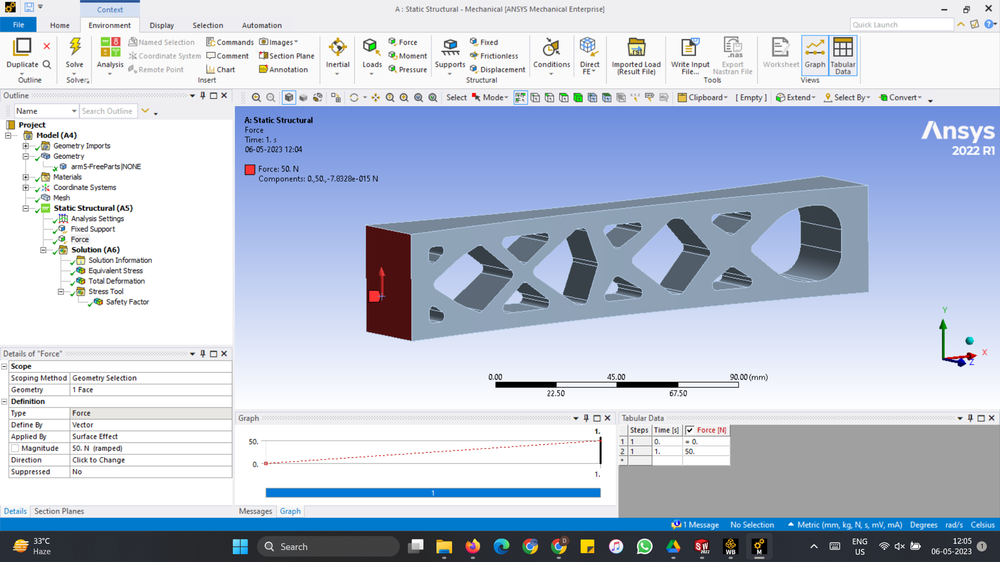 Context
A : Static Structural - Mechanical [ANSYS Mechanical Enterprise]
File
Home
Environment
Display
Selection
Automation
Quick Launch
Duplicate
Outline
Solve
Solver
Analysis
Named Selection
Coordinate System
Remote Point
Commands
Comment
Chart
Images
Section Plane
Annotation
Insert
Inertial
Loads
Force
Moment
Pressure
Supports
Fixed
Frictionless
Displacement
Structural
Conditions
Direct
FE
Imported Load
(Result File)
Write Input
File...
.nas
Export
Nastran File
Tools
Worksheet
Graph
Tabular
Data
Views
Outline
Name
Search Outline
Select
Mode
Clipboard
[ Empty ]
Extend
Select By
Convert
Project
Model (A4)
Geometry Imports
Geometry
arm5-FreeParts|NONE
Materials
Coordinate Systems
Mesh
Static Structural (A5)
Analysis Settings
Fixed Support
Force
Solution (A6)
Solution Information
Equivalent Stress
Total Deformation
Stress Tool
Safety Factor
A: Static Structural
Force
Time: 1. s
06-05-2023 12:04
Force: 50. N
Components: 0.,50.,-7.8328e-015 N
Ansys
2022 R1
Y
X
Z
0.00
45.00
90.00 (mm)
22.50
67.50
Details of "Force"
Scope
Scoping Method Geometry Selection
Geometry 1 Face
Definition
Type Force
Define By Vector
Applied By Surface Effect
Magnitude 50. N (ramped)
Direction Click to Change
Suppressed No
Details
Section Planes
Graph
1.
50.
0.
1.
1
Messages
Graph
Tabular Data
Steps Time [s] Force [N]
1 1 0. = 0.
2 1 1. 50.
*
1 Message
No Selection
Metric (mm, kg, N, s, mV, mA)
Degrees
rad/s
Celsius
33°C
Haze
Search
D
SW
2022
WB
M
ENG
US
12:05
06-05-2023
1